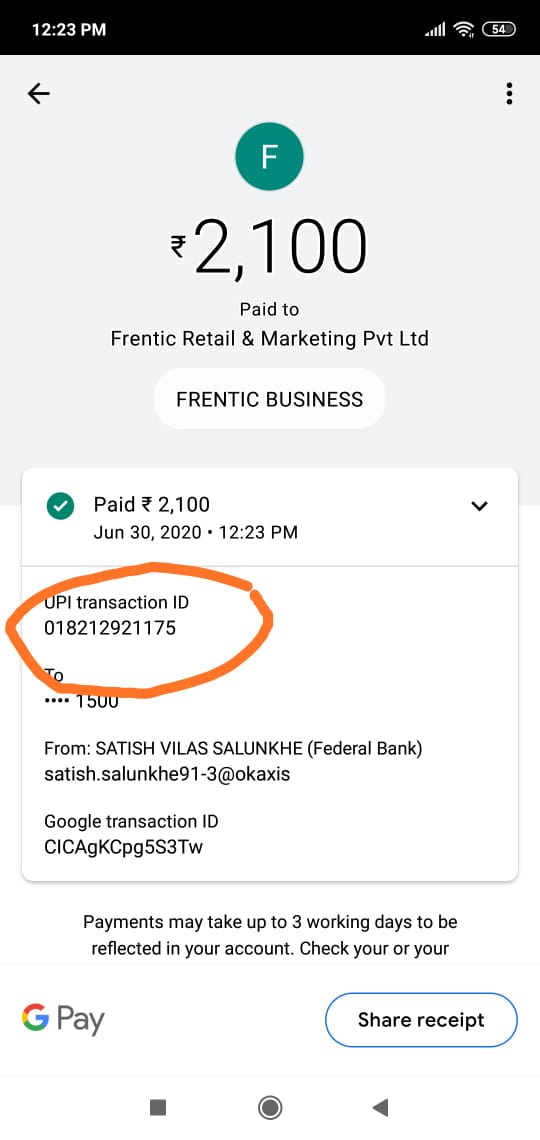 12:23 PM
54
F
₹2,100
Paid to
Frentic Retail & Marketing Pvt Ltd
FRENTIC BUSINESS
Paid ₹ 2,100
Jun 30, 2020 • 12:23 PM
UPI transaction ID
018212921175
To
•••• 1500
From: SATISH VILAS SALUNKHE (Federal Bank)
satish.salunkhe91-3@okaxis
Google transaction ID
CICAgKCpg5S3Tw
Payments may take up to 3 working days to be
reflected in your account. Check your or your
G Pay
Share receipt